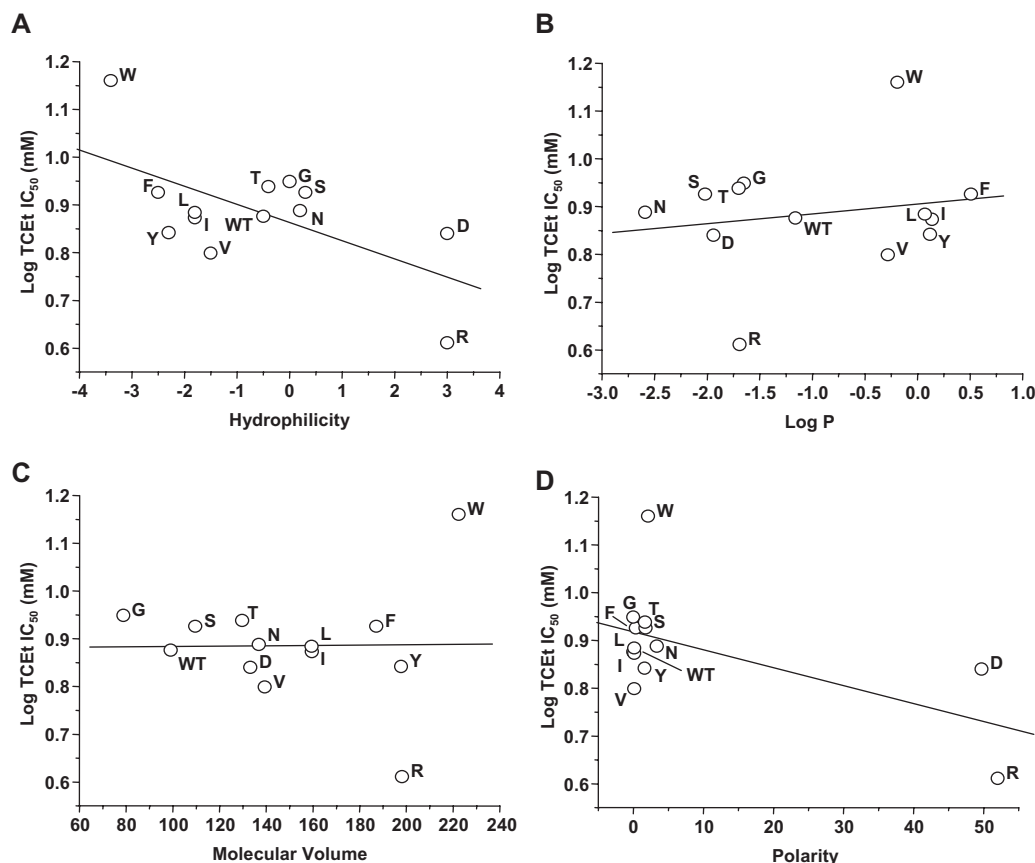 A
Log TCEt IC50 (mM)
1.2
1.1
1.0
0.9
0.8
0.7
0.6
W
F
L
I
Y
V
T
G
S
WT
N
D
R
-4 -3 -2 -1 0 1 2 3 4
Hydrophilicity
B
Log TCEt IC50 (mM)
1.2
1.1
1.0
0.9
0.8
0.7
0.6
W
N
S
T
G
D
WT
L
I
F
V
Y
R
-3.0 -2.5 -2.0 -1.5 -1.0 -0.5 0.0 0.5 1.0
Log P
C
Log TCEt IC50 (mM)
1.2
1.1
1.0
0.9
0.8
0.7
0.6
W
G
S
T
F
WT
N
L
D
I
V
Y
R
60 80 100 120 140 160 180 200 220 240
Molecular Volume
D
Log TCEt IC50 (mM)
1.2
1.1
1.0
0.9
0.8
0.7
0.6
W
G
T
F
S
L
N
I
Y
WT
V
D
R
0 10 20 30 40 50
Polarity